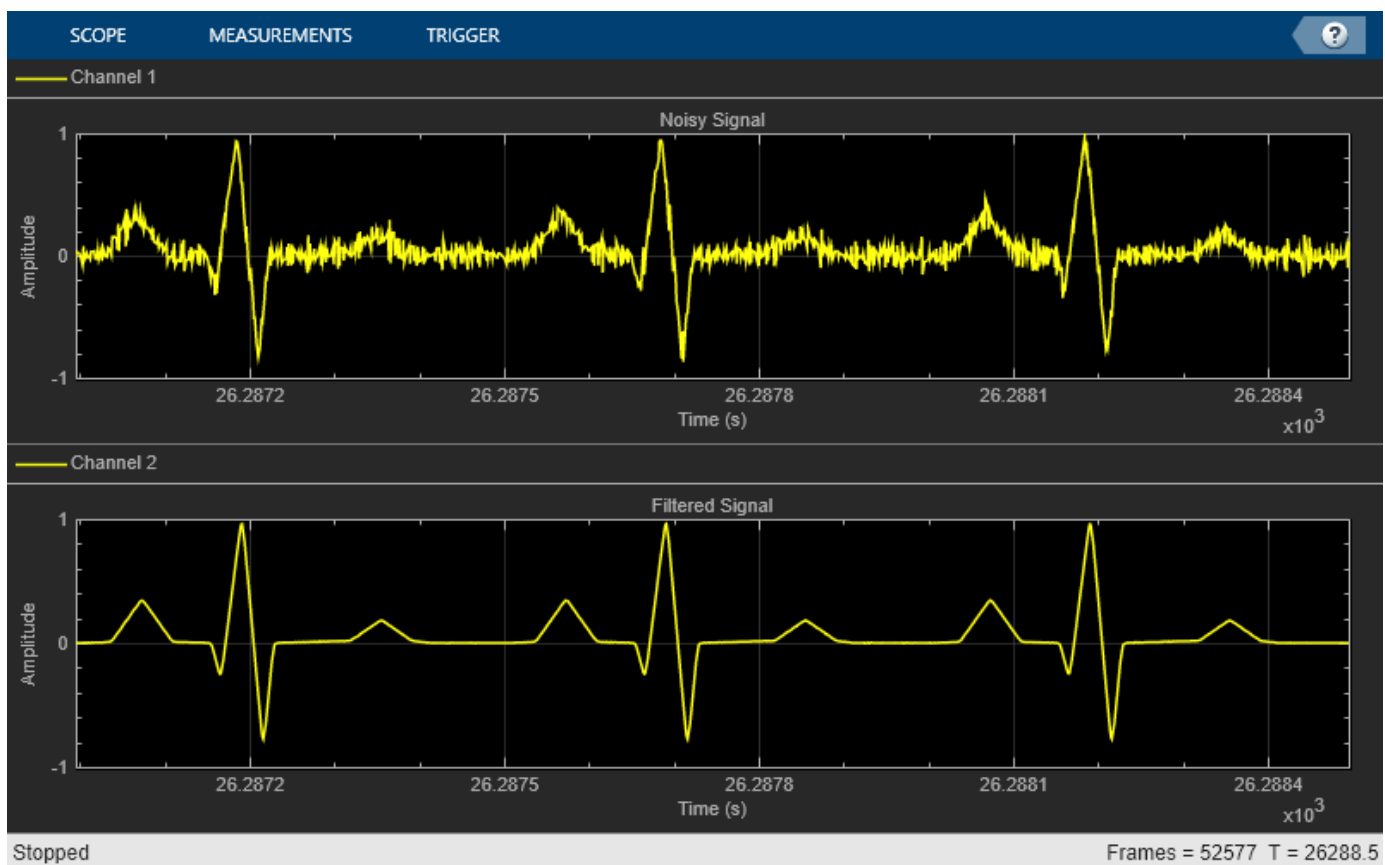 SCOPE MEASUREMENTS TRIGGER ?
Channel 1
Noisy Signal
1
0
-1
Amplitude
26.2872 26.2875 26.2878 26.2881 26.2884
Time (s)
x10^3
Channel 2
Filtered Signal
1
0
-1
Amplitude
26.2872 26.2875 26.2878 26.2881 26.2884
Time (s)
x10^3
Stopped Frames = 52577 T = 26288.5